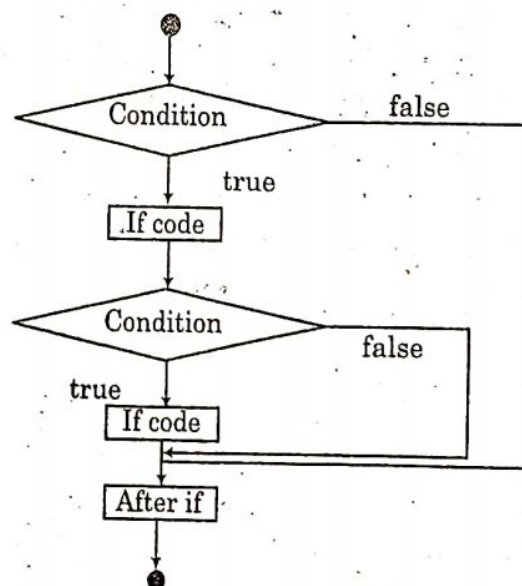 Condition
false
true
If code
Condition
false
true
If code
After if